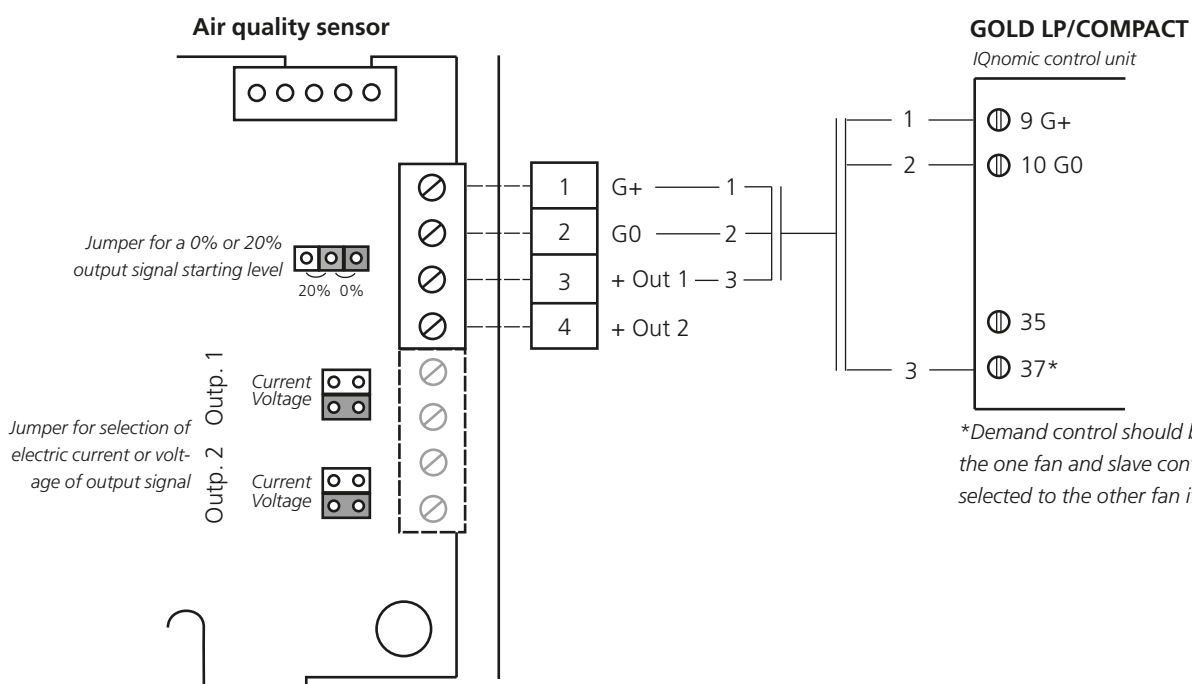 Air quality sensor
GOLD LP/COMPACT
IQnomic control unit
1
9 G+
2
10 G0
35
3
37*
1
G+
1
2
G0
2
3
+ Out 1
3
4
+ Out 2
Jumper for a 0% or 20%
output signal starting level
20% 0%
Outp. 1
Current
Voltage
Jumper for selection of
electric current or volt-
age of output signal
Outp. 2
Current
Voltage
*Demand control should b
the one fan and slave con
selected to the other fan i